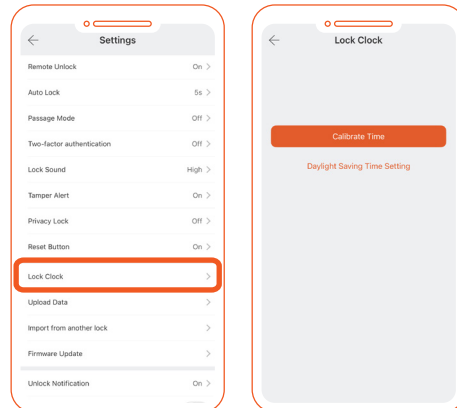 Settings
Remote Unlock On
Auto Lock 5s
Passage Mode Off
Two-factor authentication Off
Lock Sound High
Tamper Alert On
Privacy Lock Off
Reset Button On
Lock Clock
Upload Data
Import from another lock
Firmware Update
Unlock Notification On
Lock Clock
Calibrate Time
Daylight Saving Time Setting